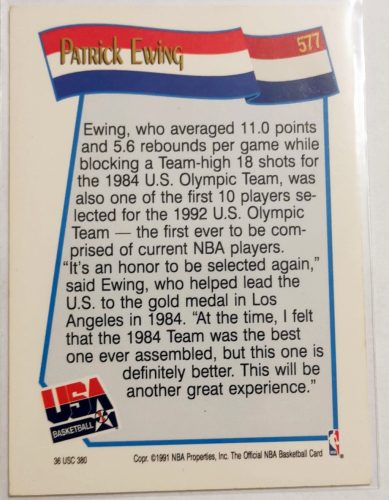 Patrick Ewing
577
Ewing, who averaged 11.0 points
and 5.6 rebounds per game while
blocking a Team-high 18 shots for
the 1984 U.S. Olympic Team, was
also one of the first 10 players se-
lected for the 1992 U.S. Olympic
Team — the first ever to be com-
prised of current NBA players.
"It's an honor to be selected again,"
said Ewing, who helped lead the
U.S. to the gold medal in Los
Angeles in 1984. "At the time, I felt
that the 1984 Team was the best
one ever assembled, but this one is
definitely better. This will be
another great experience."
USA
BASKETBALL
36 USC 380
Copr. ©1991 NBA Properties, Inc. The Official NBA Basketball Card
NBA